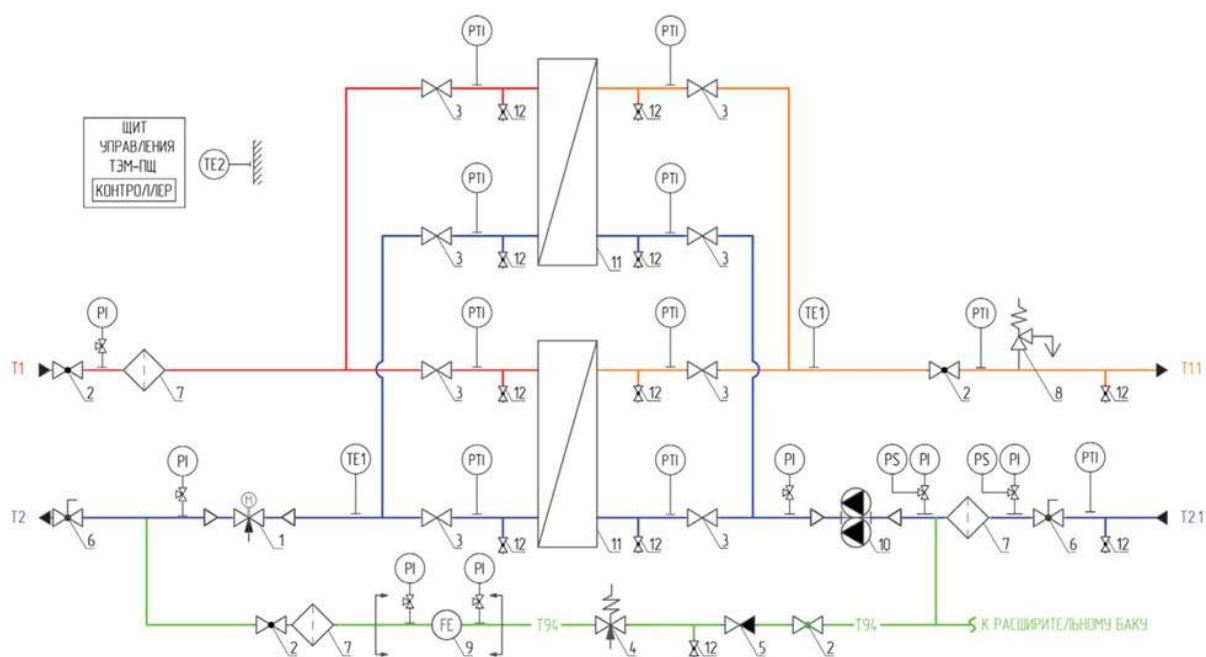 PTI
PTI
3
12
12
3
ЩИТ
УПРАВЛЕНИЯ
ТЭМ-ПЩ
КОНТРОЛЛЕР
TE2
PTI
PTI
3
12
11
12
3
PI
PTI
PTI
TE1
PTI
T1
T11
2
7
3
12
12
3
2
8
12
PI
TE1
PTI
PTI
PI
PS
PI
PS
PI
PTI
T2
M
T2.1
6
1
3
12
11
12
3
10
7
6
12
PI
PI
FE
T94
T94
К РАСШИРИТЕЛЬНОМУ БАКУ
2
7
9
4
12
5
2